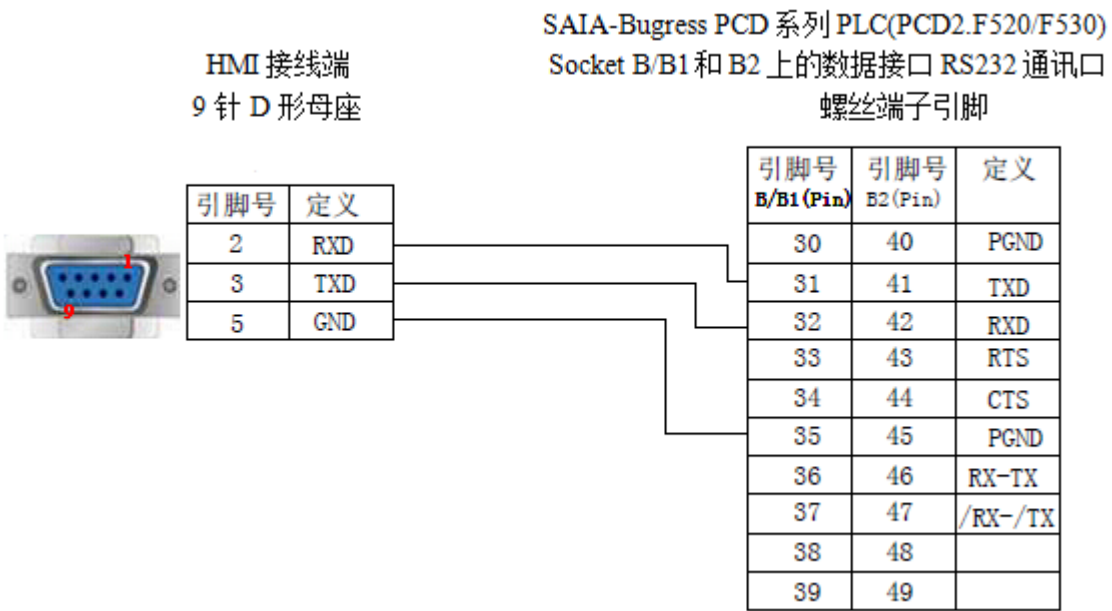 SAIA-Bugress PCD 系列 PLC(PCD2.F520/F530)
Socket B/B1和 B2 上的数据接口 RS232 通讯口
螺丝端子引脚
HMI 接线端
9 针 D 形母座
引脚号 定义
2 RXD
3 TXD
5 GND
1
9
引脚号 引脚号 定义
B/B1(Pin) B2(Pin)
30 40 PGND
31 41 TXD
32 42 RXD
33 43 RTS
34 44 CTS
35 45 PGND
36 46 RX-TX
37 47 /RX-/TX
38 48
39 49